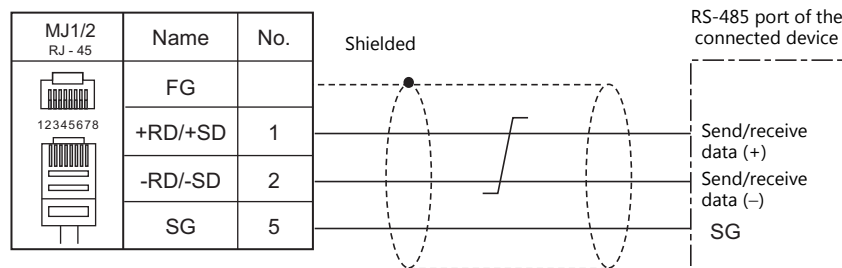 MJ1/2
RJ - 45
Name
No.
Shielded
RS-485 port of the
connected device
FG
12345678
+RD/+SD
1
Send/receive
data (+)
-RD/-SD
2
Send/receive
data (−)
SG
5
SG